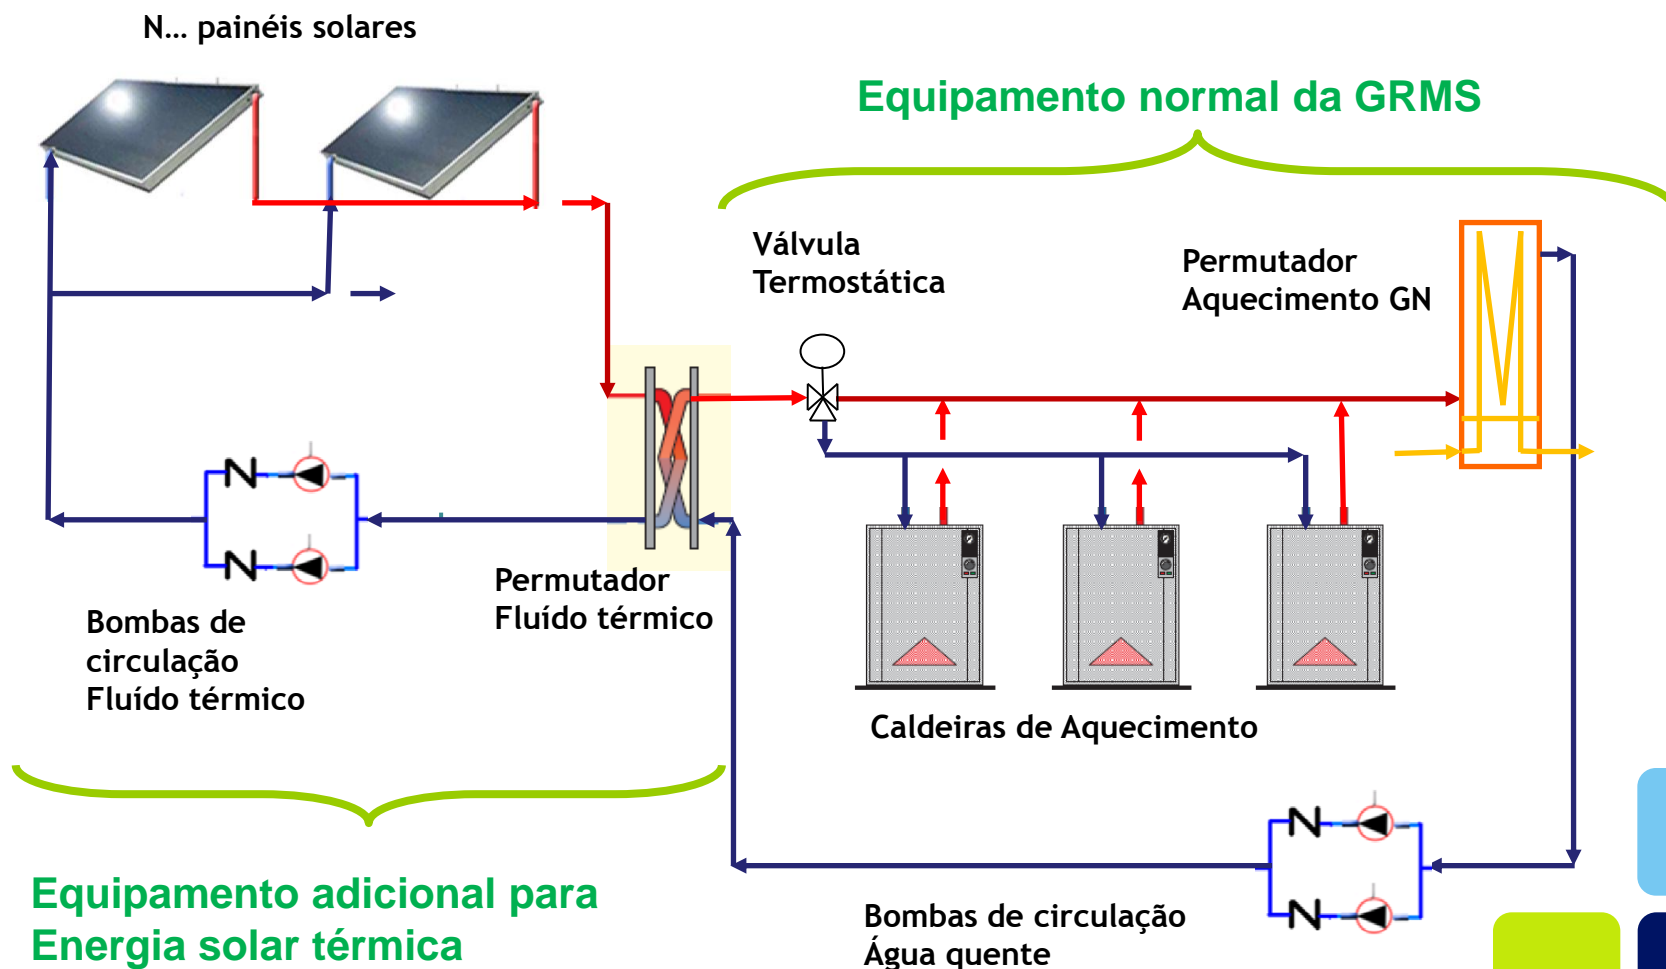 N... painéis solares
Equipamento normal da GRMS
Válvula
Termostática
Permutador
Aquecimento GN
Permutador
Fluído térmico
Bombas de
circulação
Fluído térmico
Caldeiras de Aquecimento
Equipamento adicional para
Energia solar térmica
Bombas de circulação
Água quente